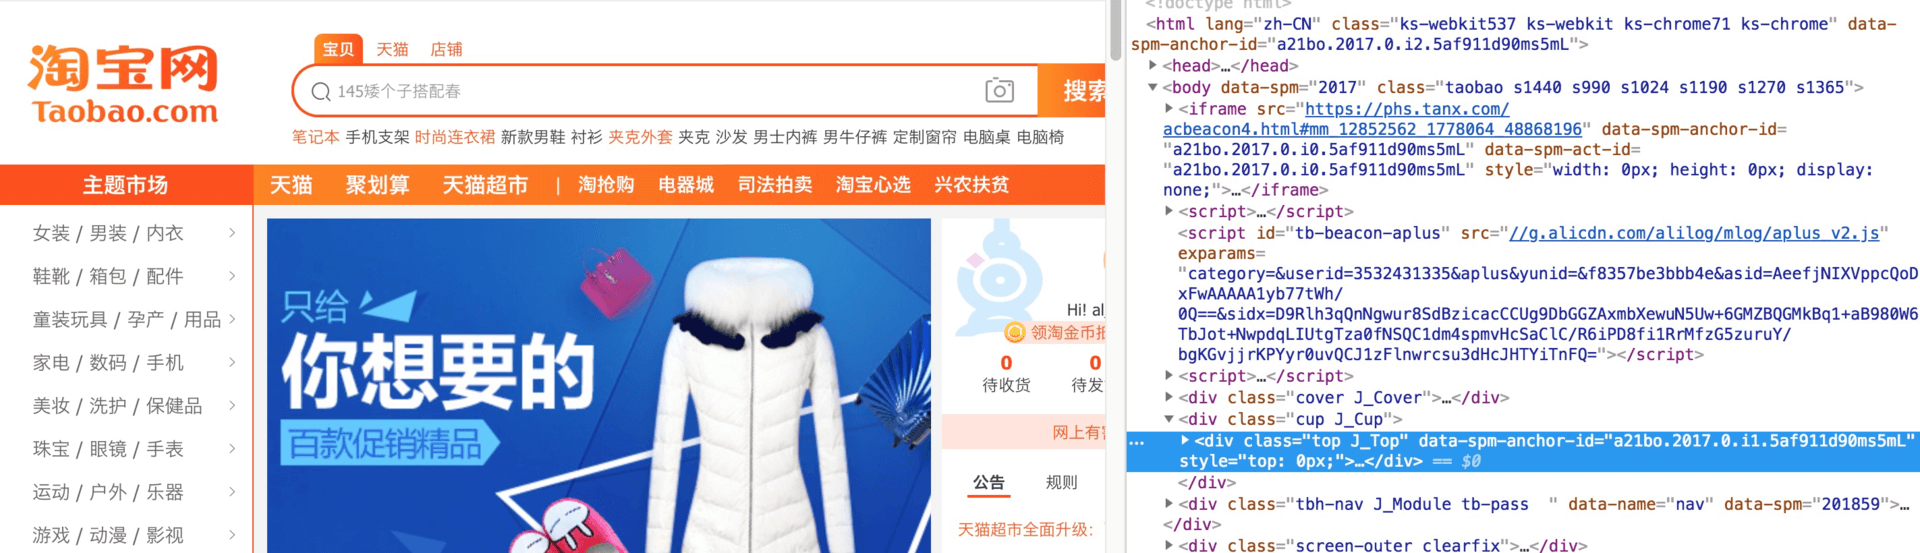 淘宝网
Taobao.com
宝贝 天猫 店铺
145矮个子搭配春
搜索
笔记本 手机支架 时尚连衣裙 新款男鞋 衬衫 夹克外套 夹克 沙发 男士内裤 男牛仔裤 定制窗帘 电脑桌 电脑椅
主题市场
天猫 聚划算 天猫超市 | 淘抢购 电器城 司法拍卖 淘宝心选 兴农扶贫
女装 / 男装 / 内衣
鞋靴 / 箱包 / 配件
童装玩具 / 孕产 / 用品
家电 / 数码 / 手机
美妆 / 洗护 / 保健品
珠宝 / 眼镜 / 手表
运动 / 户外 / 乐器
游戏 / 动漫 / 影视
只给
你想要的
百款促销精品
Hi! al
领淘金币抵
0 0
待收货 待发
网上有害
公告 规则
天猫超市全面升级：
<!doctype html>
<html lang="zh-CN" class="ks-webkit537 ks-webkit ks-chrome71 ks-chrome" data-
spm-anchor-id="a21bo.2017.0.i2.5af911d90ms5mL">
<head>…</head>
<body data-spm="2017" class="taobao s1440 s990 s1024 s1190 s1270 s1365">
<iframe src="https://phs.tanx.com/
acbeacon4.html#mm_12852562_1778064_48868196" data-spm-anchor-id=
"a21bo.2017.0.i0.5af911d90ms5mL" data-spm-act-id=
"a21bo.2017.0.i0.5af911d90ms5mL" style="width: 0px; height: 0px; display:
none;">…</iframe>
<script>…</script>
<script id="tb-beacon-aplus" src="//g.alicdn.com/alilog/mlog/aplus_v2.js"
exparams=
"category=&userid=3532431335&aplus&yunid=&f8357be3bbb4e&asid=AeefjNIXVppcQoD
xFwAAAAA1yb77tWh/
0Q==&sidx=D9Rlh3qQnNgwur8SdBzicacCCUg9DbGGZAxmbXewuN5Uw+6GMZBQGMkBq1+aB980W6
TbJot+NwpdqLIUtgTza0fNSQC1dm4spmvHcSaClC/R6iPD8fi1RrMfzG5zuruY/
bgKGvjjrKPYyr0uvQCJ1zFlnwrcsu3dHcJHTYiTnFQ="></script>
<script>…</script>
<div class="cover J_Cover">…</div>
<div class="cup J_Cup">
… <div class="top J_Top" data-spm-anchor-id="a21bo.2017.0.i1.5af911d90ms5mL"
style="top: 0px;">…</div> == $0
</div>
<div class="tbh-nav J_Module tb-pass  " data-name="nav" data-spm="201859">…
</div>
<div class="screen-outer clearfix">…</div>